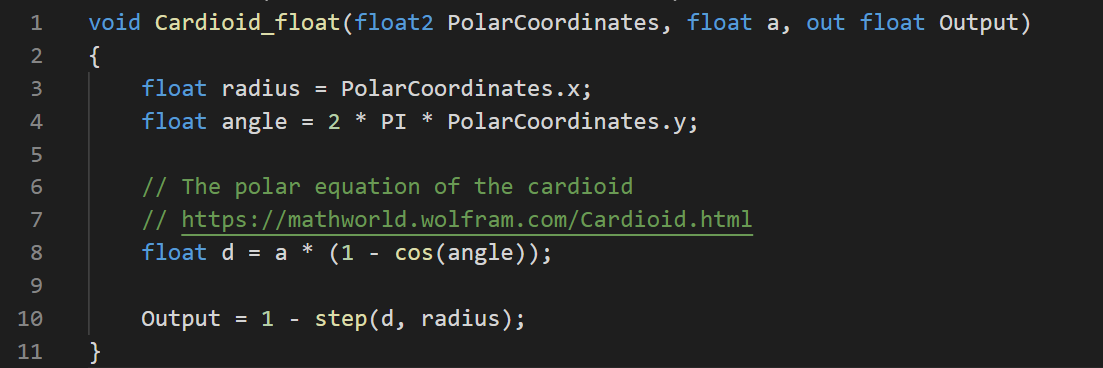 1 void Cardioid_float(float2 PolarCoordinates, float a, out float Output)
2 {
3 float radius = PolarCoordinates.x;
4 float angle = 2 * PI * PolarCoordinates.y;
5
6 // The polar equation of the cardioid
7 // https://mathworld.wolfram.com/Cardioid.html
8 float d = a * (1 - cos(angle));
9
10 Output = 1 - step(d, radius);
11 }